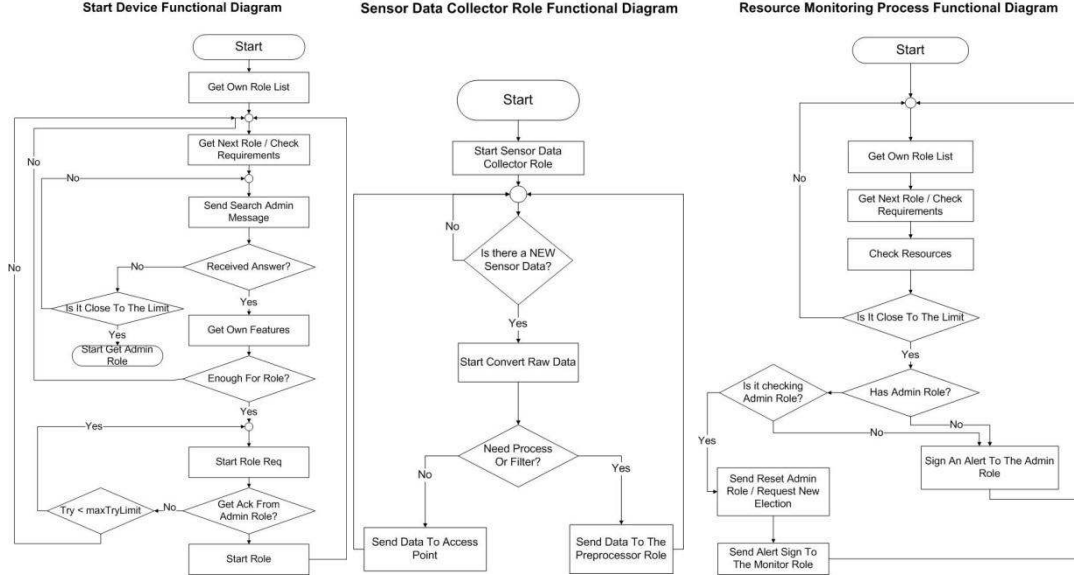 Start Device Functional Diagram
Start
Get Own Role List
No
Get Next Role / Check
Requirements
No
Send Search Admin
Message
No
No
Received Answer?
Yes
Is It Close To The Limit
Yes
Get Own Features
Start Get Admin
Role
Enough For Role?
Yes
Yes
Start Role Req
Try < maxTryLimit
No
Get Ack From
Admin Role?
Start Role
Sensor Data Collector Role Functional Diagram
Start
Start Sensor Data
Collector Role
No
Is there a NEW
Sensor Data?
Yes
Start Convert Raw Data
Need Process
Or Filter?
No
Yes
Send Data To Access
Point
Send Data To The
Preprocessor Role
Resource Monitoring Process Functional Diagram
Start
Get Own Role List
No
Get Next Role / Check
Requirements
Check Resources
Is It Close To The Limit
Yes
Is it checking
Admin Role?
Has Admin Role?
No
No
Yes
Sign An Alert To The Admin
Role
Send Reset Admin
Role / Request New
Election
Send Alert Sign To
The Monitor Role